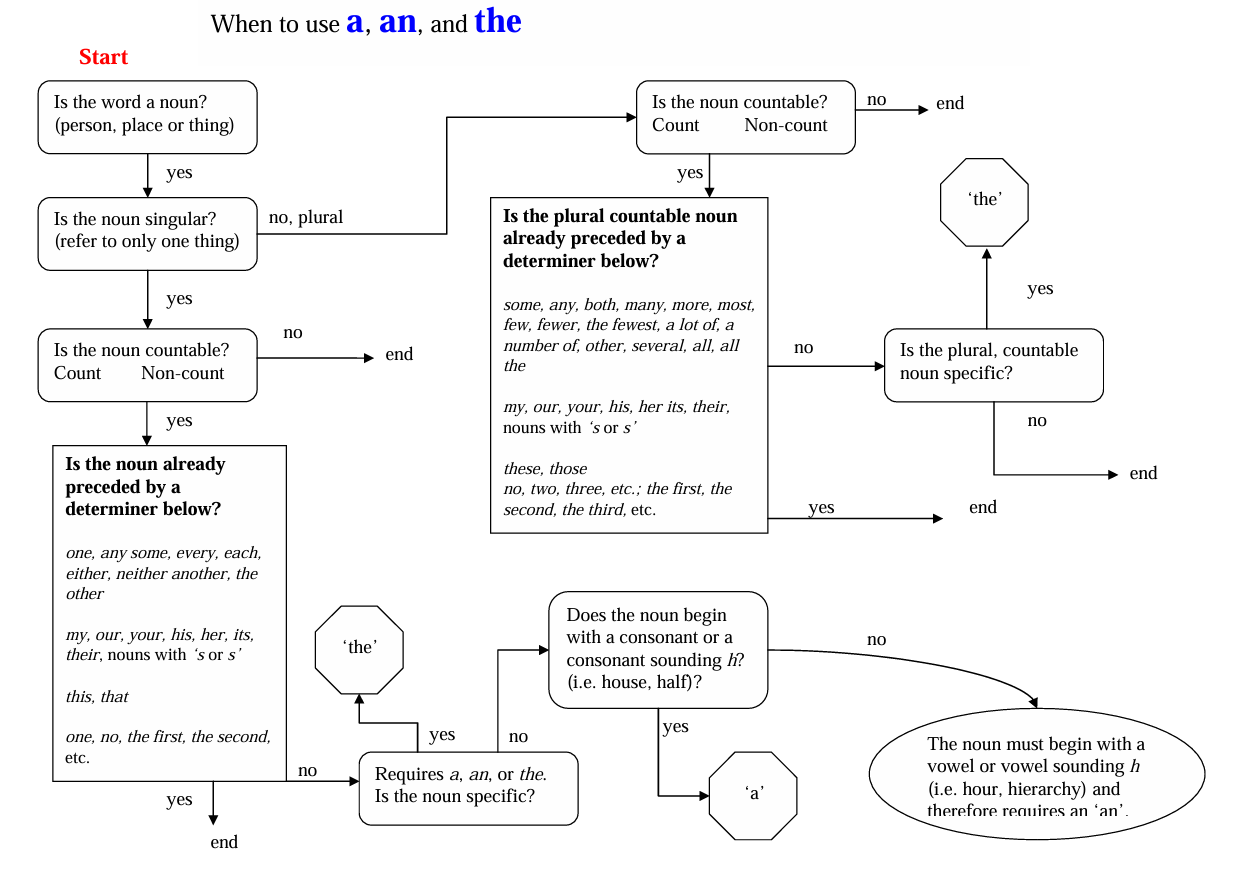 When to use a, an, and the
Start
Is the word a noun?
(person, place or thing)
yes
Is the noun singular?
(refer to only one thing)
no, plural
yes
Is the noun countable?
Count Non-count
no
end
yes
Is the noun already
preceded by a
determiner below?
one, any some, every, each,
either, neither another, the
other
my, our, your, his, her, its,
their, nouns with ‘s or s’
this, that
one, no, the first, the second,
etc.
yes
end
no
Requires a, an, or the.
Is the noun specific?
yes
‘the’
no
Does the noun begin
with a consonant or a
consonant sounding h?
(i.e. house, half)?
yes
‘a’
no
The noun must begin with a
vowel or vowel sounding h
(i.e. hour, hierarchy) and
therefore requires an ‘an’.
Is the noun countable?
Count Non-count
no
end
yes
Is the plural countable noun
already preceded by a
determiner below?
some, any, both, many, more, most,
few, fewer, the fewest, a lot of, a
number of, other, several, all, all
the
my, our, your, his, her its, their,
nouns with ‘s or s’
these, those
no, two, three, etc.; the first, the
second, the third, etc.
yes
end
no
Is the plural, countable
noun specific?
yes
‘the’
no
end